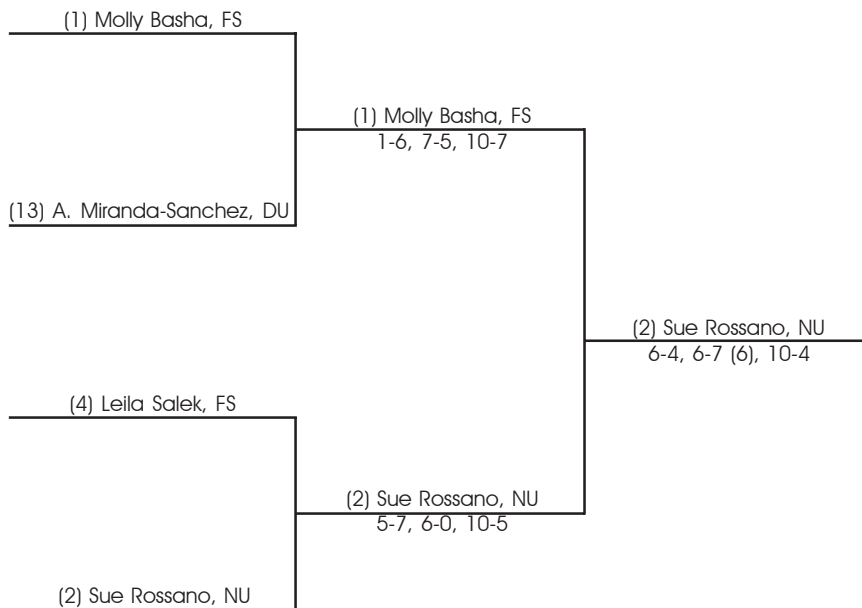 (1) Molly Basha, FS
(1) Molly Basha, FS
1-6, 7-5, 10-7
(13) A. Miranda-Sanchez, DU
(2) Sue Rossano, NU
6-4, 6-7 (6), 10-4
(4) Leila Salek, FS
(2) Sue Rossano, NU
5-7, 6-0, 10-5
(2) Sue Rossano, NU